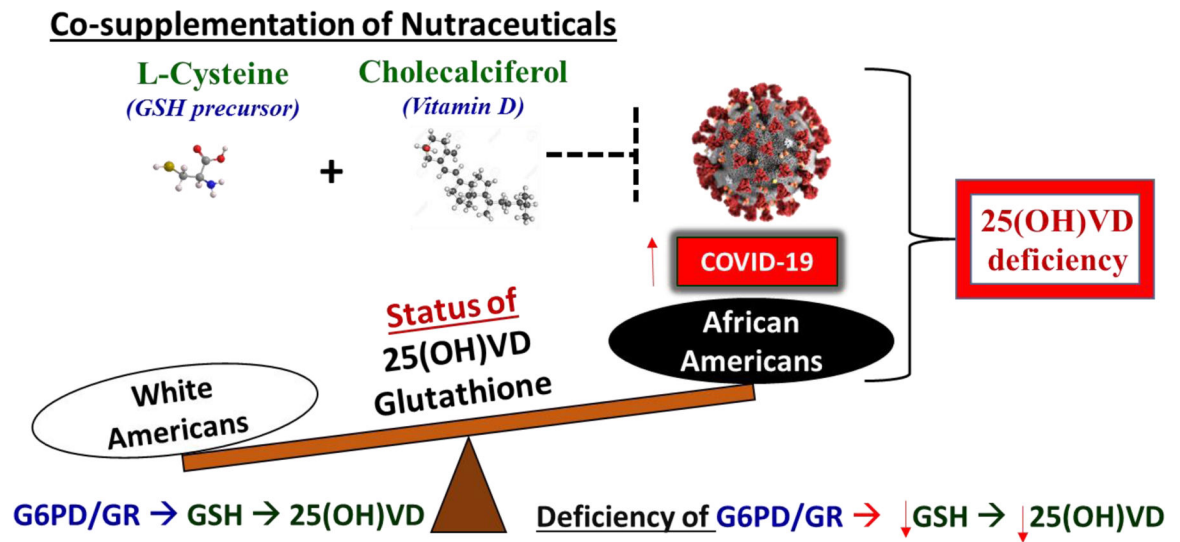 Co-supplementation of Nutraceuticals
L-Cysteine
(GSH precursor)
+
Cholecalciferol
(Vitamin D)
25(OH)VD
deficiency
↑ COVID-19
African
Americans
Status of
25(OH)VD
Glutathione
White
Americans
G6PD/GR → GSH → 25(OH)VD
Deficiency of G6PD/GR → ↓GSH → ↓25(OH)VD